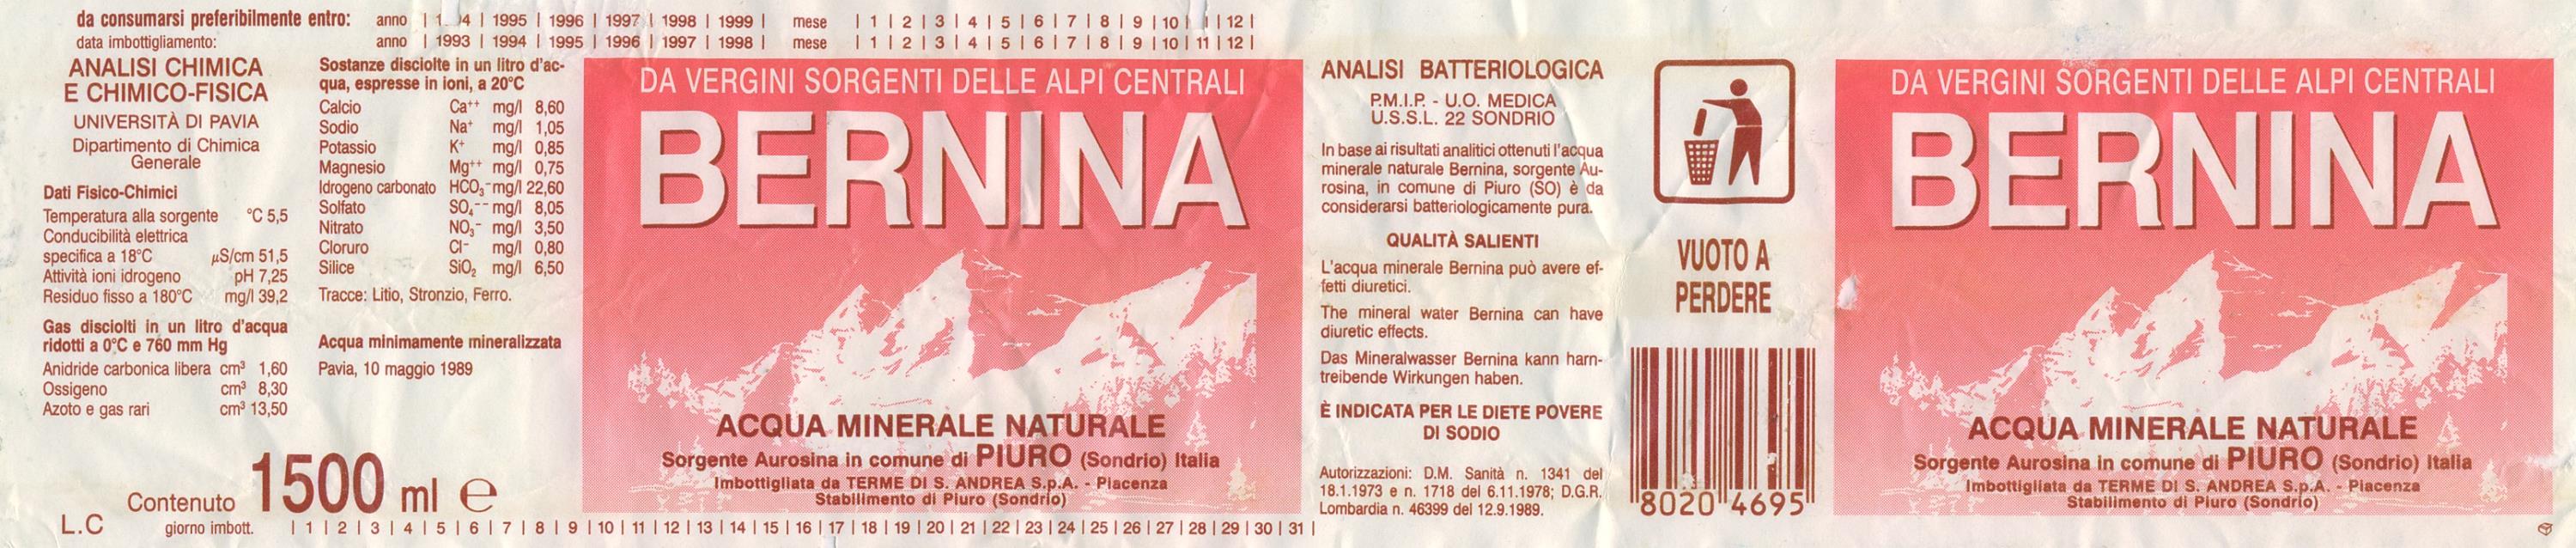 da consumarsi preferibilmente entro: anno | 1 94 | 1995 | 1996 | 1997 | 1998 | 1999 | mese | 1 | 2 | 3 | 4 | 5 | 6 | 7 | 8 | 9 | 10 | 11 | 12 |
data imbottigliamento: anno | 1993 | 1994 | 1995 | 1996 | 1997 | 1998 | mese | 1 | 2 | 3 | 4 | 5 | 6 | 7 | 8 | 9 | 10 | 11 | 12 |
ANALISI CHIMICA
E CHIMICO-FISICA
UNIVERSITÀ DI PAVIA
Dipartimento di Chimica
Generale
Dati Fisico-Chimici
Temperatura alla sorgente °C 5,5
Conducibilità elettrica
specifica a 18°C µS/cm 51,5
Attività ioni idrogeno pH 7,25
Residuo fisso a 180°C mg/l 39,2
Gas disciolti in un litro d'acqua
ridotti a 0°C e 760 mm Hg
Anidride carbonica libera cm³ 1,60
Ossigeno cm³ 8,30
Azoto e gas rari cm³ 13,50
Sostanze disciolte in un litro d'ac-
qua, espresse in ioni, a 20°C
Calcio Ca⁺⁺ mg/l 8,60
Sodio Na⁺ mg/l 1,05
Potassio K⁺ mg/l 0,85
Magnesio Mg⁺⁺ mg/l 0,75
Idrogeno carbonato HCO₃⁻ mg/l 22,60
Solfato SO₄⁻⁻ mg/l 8,05
Nitrato NO₃⁻ mg/l 3,50
Cloruro Cl⁻ mg/l 0,80
Silice SiO₂ mg/l 6,50
Tracce: Litio, Stronzio, Ferro.
Acqua minimamente mineralizzata
Pavia, 10 maggio 1989
Contenuto 1500 ml e
L.C giorno imbott. | 1 | 2 | 3 | 4 | 5 | 6 | 7 | 8 | 9 | 10 | 11 | 12 | 13 | 14 | 15 | 16 | 17 | 18 | 19 | 20 | 21 | 22 | 23 | 24 | 25 | 26 | 27 | 28 | 29 | 30 | 31 |
DA VERGINI SORGENTI DELLE ALPI CENTRALI
BERNINA
ACQUA MINERALE NATURALE
Sorgente Aurosina in comune di PIURO (Sondrio) Italia
Imbottigliata da TERME DI S. ANDREA S.p.A. - Piacenza
Stabilimento di Piuro (Sondrio)
ANALISI BATTERIOLOGICA
P.M.I.P. - U.O. MEDICA
U.S.S.L. 22 SONDRIO
In base ai risultati analitici ottenuti l'acqua
minerale naturale Bernina, sorgente Au-
rosina, in comune di Piuro (SO) è da
considerarsi batteriologicamente pura.
QUALITÀ SALIENTI
L'acqua minerale Bernina può avere ef-
fetti diuretici.
The mineral water Bernina can have
diuretic effects.
Das Mineralwasser Bernina kann harn-
treibende Wirkungen haben.
È INDICATA PER LE DIETE POVERE
DI SODIO
Autorizzazioni: D.M. Sanità n. 1341 del
18.1.1973 e n. 1718 del 6.11.1978; D.G.R.
Lombardia n. 46399 del 12.9.1989.
VUOTO A
PERDERE
8020 4695
DA VERGINI SORGENTI DELLE ALPI CENTRALI
BERNINA
ACQUA MINERALE NATURALE
Sorgente Aurosina in comune di PIURO (Sondrio) Italia
Imbottigliata da TERME DI S. ANDREA S.p.A. - Piacenza
Stabilimento di Piuro (Sondrio)